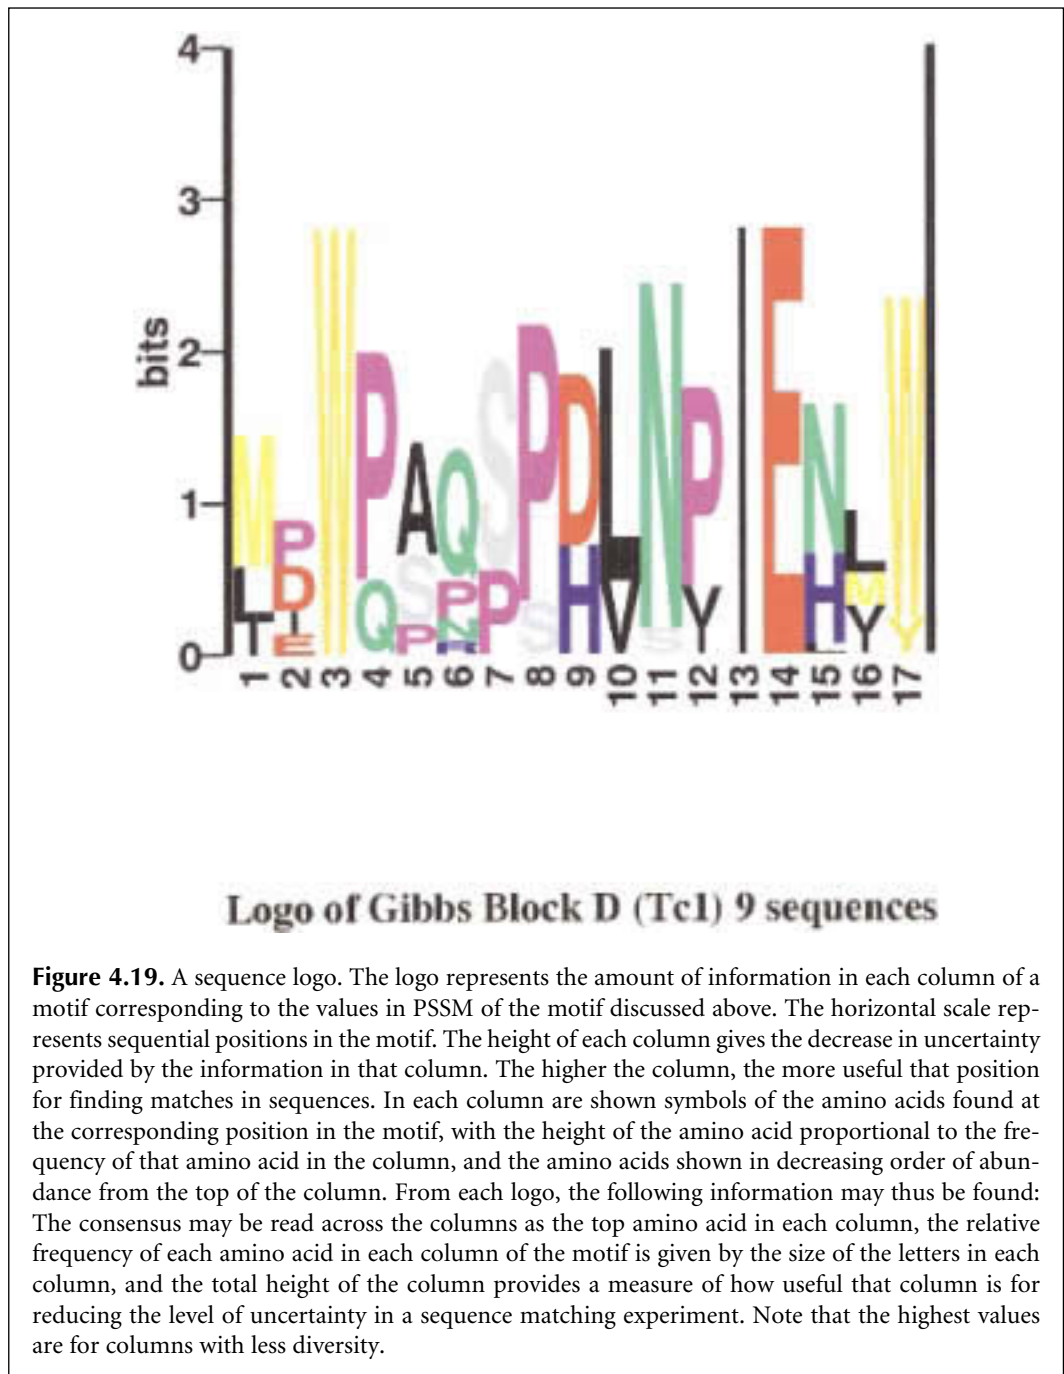 4
3
bits
2
1
0
M P W P A Q S P D L N P I E N L W
L D Q S P P S H V S Y H M Y
I P N L Y
E H
1 2 3 4 5 6 7 8 9 10 11 12 13 14 15 16 17
Logo of Gibbs Block D (Tc1) 9 sequences
Figure 4.19. A sequence logo. The logo represents the amount of information in each column of a
motif corresponding to the values in PSSM of the motif discussed above. The horizontal scale rep-
resents sequential positions in the motif. The height of each column gives the decrease in uncertainty
provided by the information in that column. The higher the column, the more useful that position
for finding matches in sequences. In each column are shown symbols of the amino acids found at
the corresponding position in the motif, with the height of the amino acid proportional to the fre-
quency of that amino acid in the column, and the amino acids shown in decreasing order of abun-
dance from the top of the column. From each logo, the following information may thus be found:
The consensus may be read across the columns as the top amino acid in each column, the relative
frequency of each amino acid in each column of the motif is given by the size of the letters in each
column, and the total height of the column provides a measure of how useful that column is for
reducing the level of uncertainty in a sequence matching experiment. Note that the highest values
are for columns with less diversity.